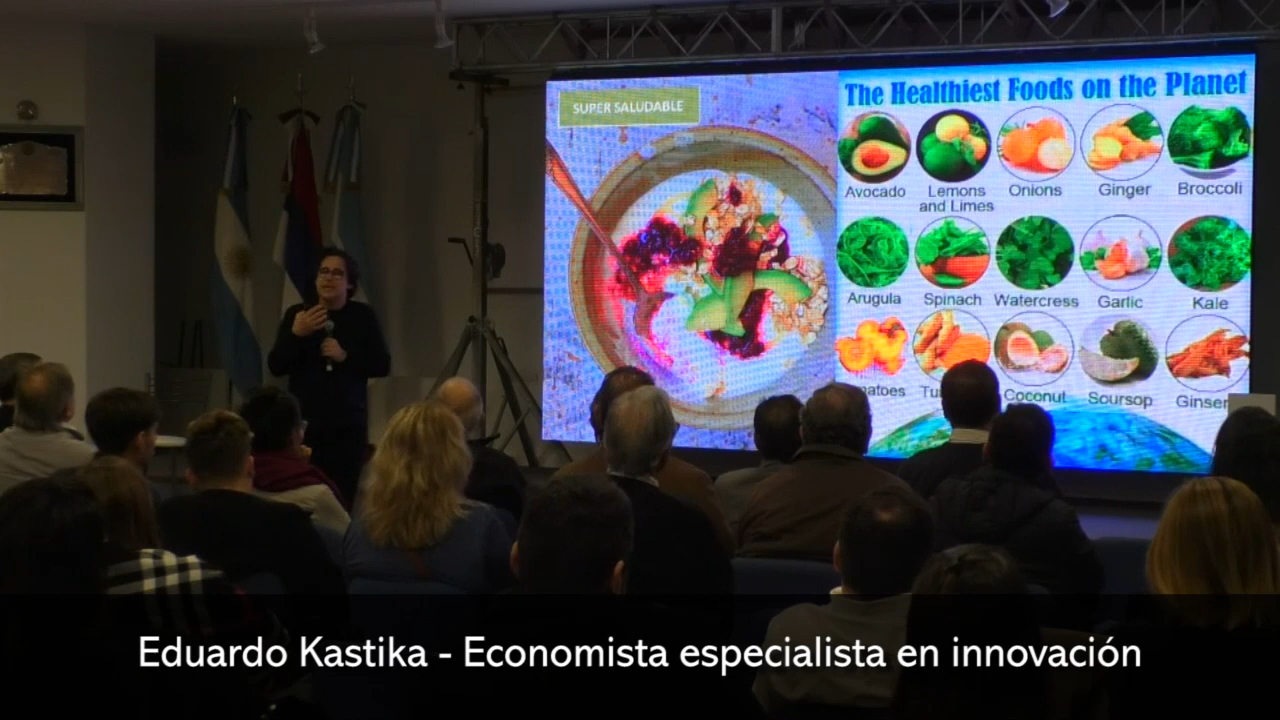 SUPER SALUDABLE
The Healthiest Foods on the Planet
Avocado
Lemons
and Limes
Onions
Ginger
Broccoli
Arugula
Spinach
Watercress
Garlic
Kale
Coconut
Soursop
Eduardo Kastika - Economista especialista en innovación